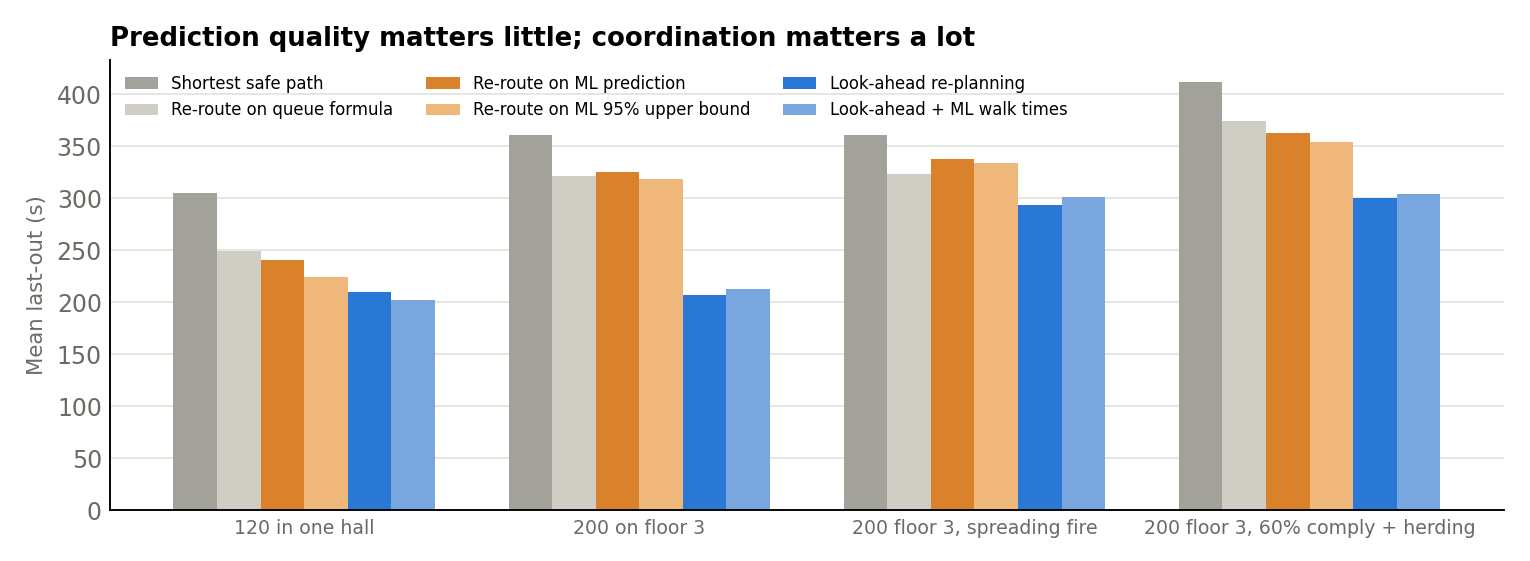 Prediction quality matters little; coordination matters a lot
Shortest safe path
Re-route on queue formula
Re-route on ML prediction
Re-route on ML 95% upper bound
Look-ahead re-planning
Look-ahead + ML walk times
Mean last-out (s)
400
350
300
250
200
150
100
50
0
120 in one hall
200 on floor 3
200 floor 3, spreading fire
200 floor 3, 60% comply + herding